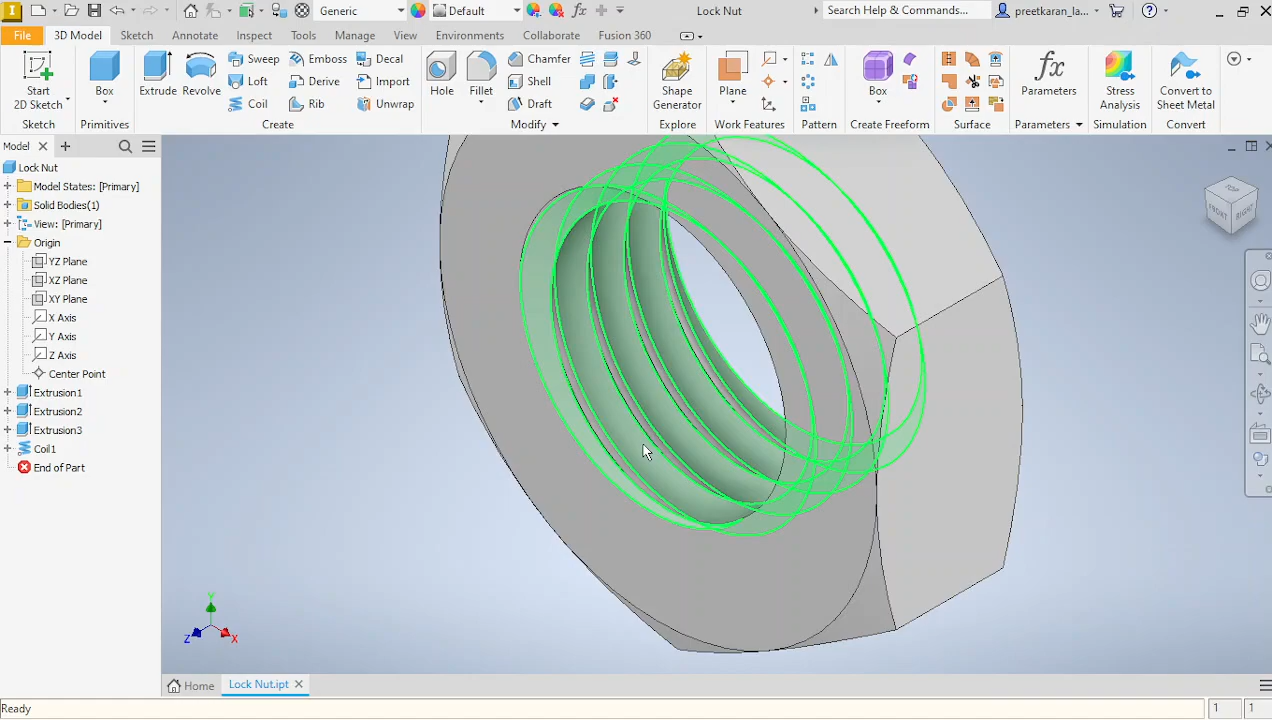 Generic
Default
Lock Nut
Search Help & Commands...
preetkaran_la...
File
3D Model
Sketch
Annotate
Inspect
Tools
Manage
View
Environments
Collaborate
Fusion 360
Start
2D Sketch
Sketch
Box
Primitives
Extrude
Revolve
Sweep
Loft
Coil
Emboss
Derive
Rib
Decal
Import
Unwrap
Create
Hole
Fillet
Chamfer
Shell
Draft
Modify
Shape
Generator
Explore
Plane
Work Features
Pattern
Box
Create Freeform
Surface
fx
Parameters
Parameters
Stress
Analysis
Simulation
Convert to
Sheet Metal
Convert
Model
Lock Nut
Model States: [Primary]
Solid Bodies(1)
View: [Primary]
Origin
YZ Plane
XZ Plane
XY Plane
X Axis
Y Axis
Z Axis
Center Point
Extrusion1
Extrusion2
Extrusion3
Coil1
End of Part
TOP
FRONT
RIGHT
Y
Z
X
Home
Lock Nut.ipt
Ready
1
1